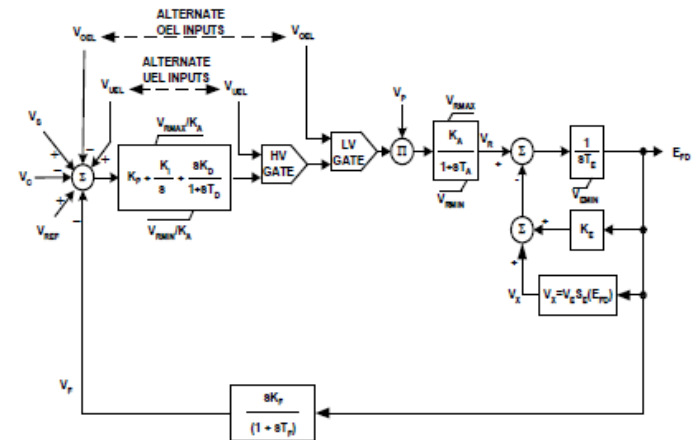 ALTERNATE
OEL INPUTS
V_OEL
V_OEL
ALTERNATE
UEL INPUTS
V_UEL
V_UEL
V_S
V_C
V_REF
+
−
−
+
+
−
Σ
V_RMAX/K_A
K_P + K_I/s + sK_D/(1+sT_D)
V_RMIN/K_A
HV
GATE
LV
GATE
V_P
Π
V_RMAX
K_A/(1+sT_A)
V_RMIN
V_R
+
Σ
-
1/(sT_E)
V_EMIN
E_FD
Σ
+
+
K_E
V_X
V_X=V_E S_E(E_FD)
V_F
sK_F/(1 + sT_F)